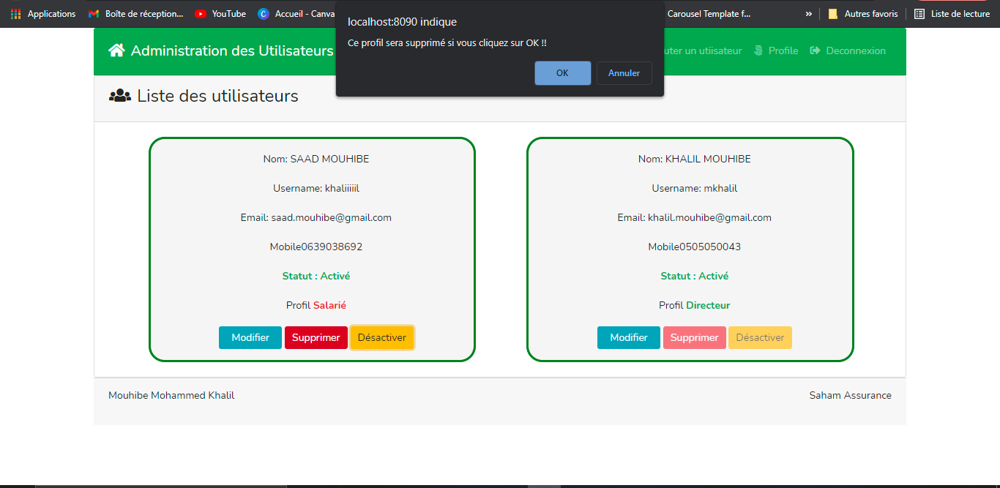 Applications Boîte de réception... YouTube Accueil - Canva Carousel Template f... » Autres favoris Liste de lecture
localhost:8090 indique
Ce profil sera supprimé si vous cliquez sur OK !!
OK Annuler
Administration des Utilisateurs uter un utiisateur Profile Deconnexion
Liste des utilisateurs
Nom: SAAD MOUHIBE
Username: khaliiiiil
Email: saad.mouhibe@gmail.com
Mobile0639038692
Statut : Activé
Profil Salarié
Modifier Supprimer Désactiver
Nom: KHALIL MOUHIBE
Username: mkhalil
Email: khalil.mouhibe@gmail.com
Mobile0505050043
Statut : Activé
Profil Directeur
Modifier Supprimer Désactiver
Mouhibe Mohammed Khalil Saham Assurance